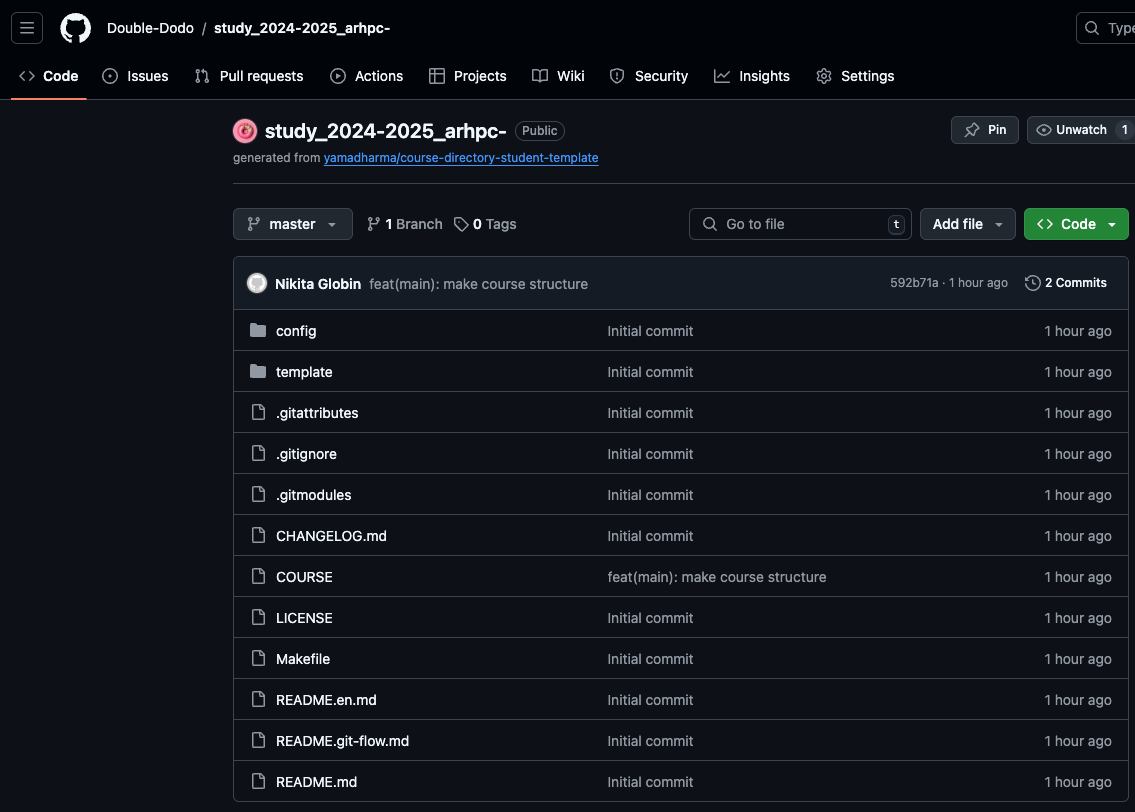 Double-Dodo / study_2024-2025_arhpc-
Type
Code Issues Pull requests Actions Projects Wiki Security Insights Settings
study_2024-2025_arhpc- Public
Pin Unwatch 1
generated from yamadharma/course-directory-student-template
master 1 Branch 0 Tags Go to file t Add file Code
Nikita Globin feat(main): make course structure 592b71a · 1 hour ago 2 Commits
config Initial commit 1 hour ago
template Initial commit 1 hour ago
.gitattributes Initial commit 1 hour ago
.gitignore Initial commit 1 hour ago
.gitmodules Initial commit 1 hour ago
CHANGELOG.md Initial commit 1 hour ago
COURSE feat(main): make course structure 1 hour ago
LICENSE Initial commit 1 hour ago
Makefile Initial commit 1 hour ago
README.en.md Initial commit 1 hour ago
README.git-flow.md Initial commit 1 hour ago
README.md Initial commit 1 hour ago